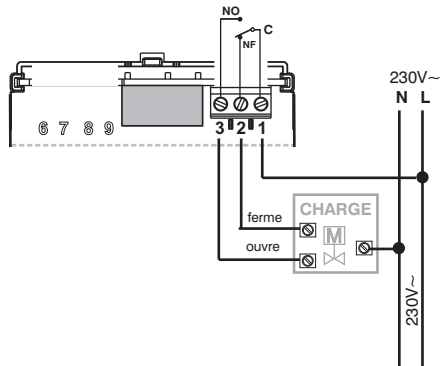 NO
C
NF
230V~
N L
6 7 8 9
3 2 1
CHARGE
ferme
M
ouvre
230V~